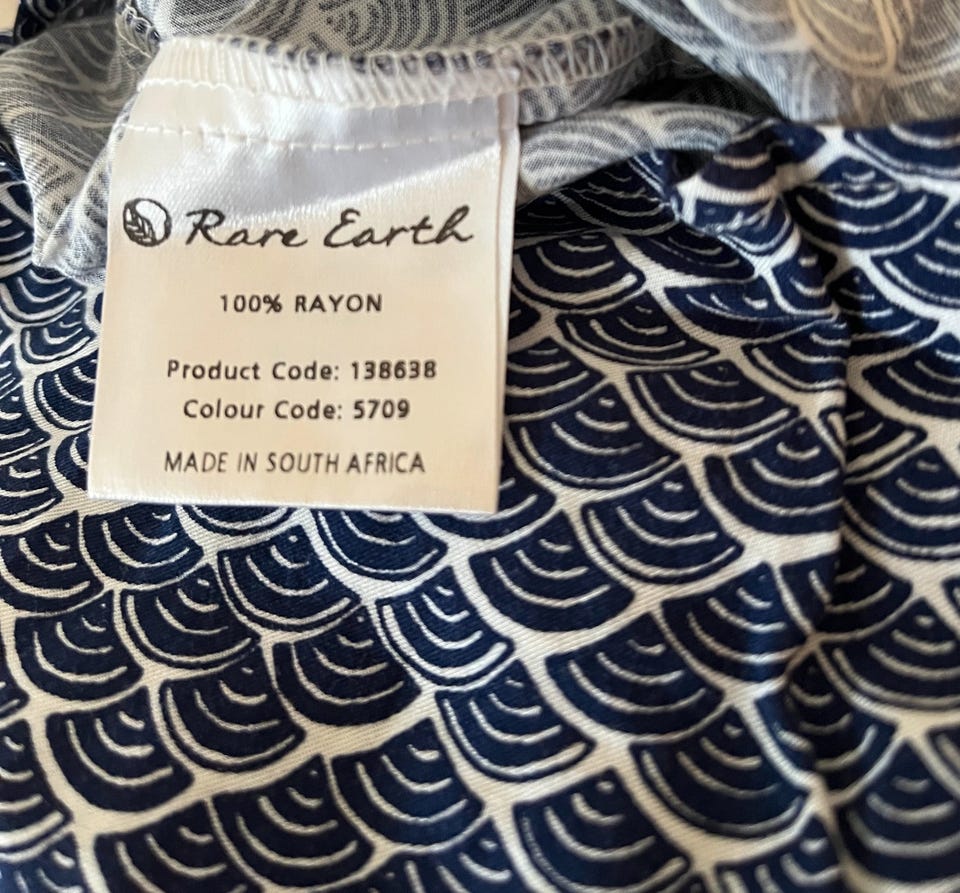 Rare Earth
100% RAYON
Product Code: 138638
Colour Code: 5709
MADE IN SOUTH AFRICA